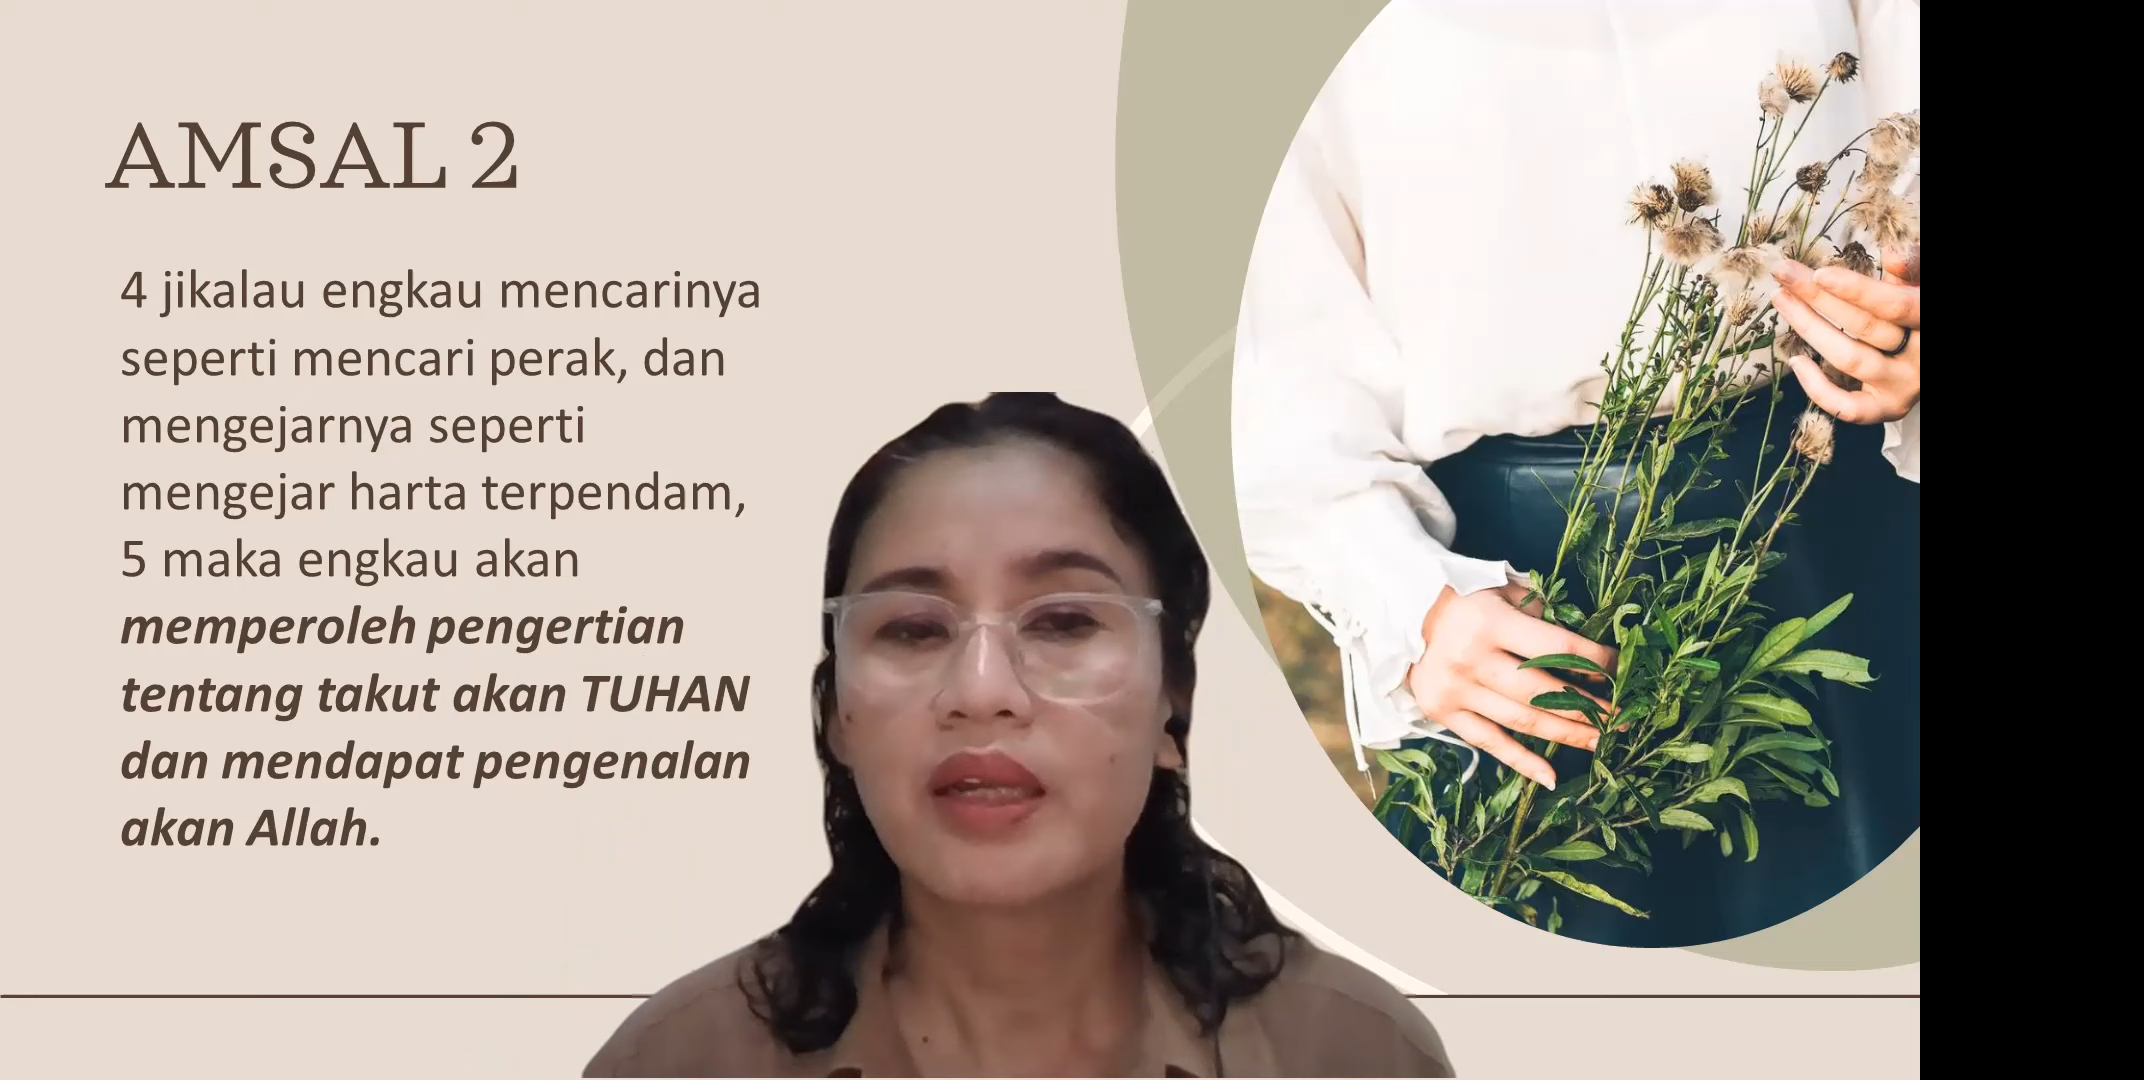 AMSAL 2
4 jikalau engkau mencarinya
seperti mencari perak, dan
mengejarnya seperti
mengejar harta terpendam,
5 maka engkau akan
memperoleh pengertian
tentang takut akan TUHAN
dan mendapat pengenalan
akan Allah.